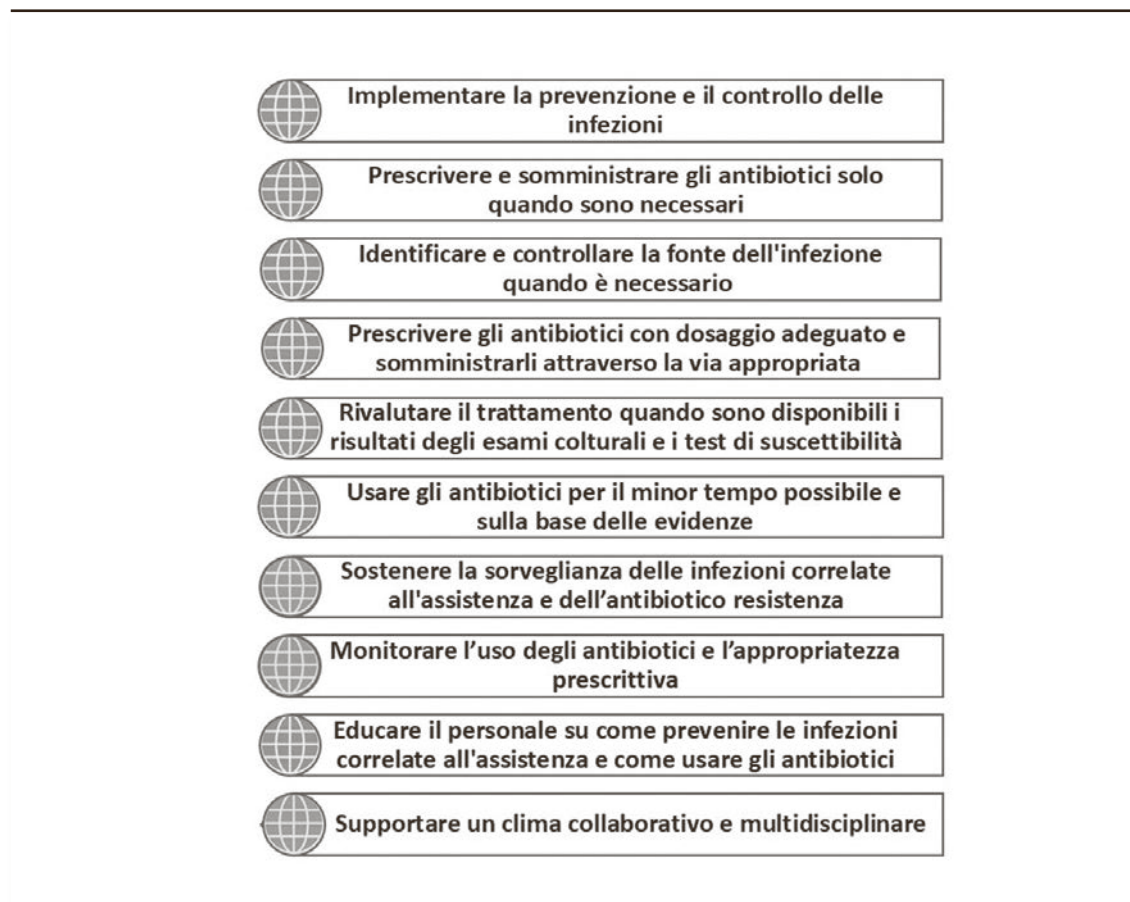 Implementare la prevenzione e il controllo delle
infezioni
Prescrivere e somministrare gli antibiotici solo
quando sono necessari
Identificare e controllare la fonte dell'infezione
quando è necessario
Prescrivere gli antibiotici con dosaggio adeguato e
somministrarli attraverso la via appropriata
Rivalutare il trattamento quando sono disponibili i
risultati degli esami colturali e i test di suscettibilità
Usare gli antibiotici per il minor tempo possibile e
sulla base delle evidenze
Sostenere la sorveglianza delle infezioni correlate
all'assistenza e dell’antibiotico resistenza
Monitorare l’uso degli antibiotici e l’appropriatezza
prescrittiva
Educare il personale su come prevenire le infezioni
correlate all'assistenza e come usare gli antibiotici
Supportare un clima collaborativo e multidisciplinare